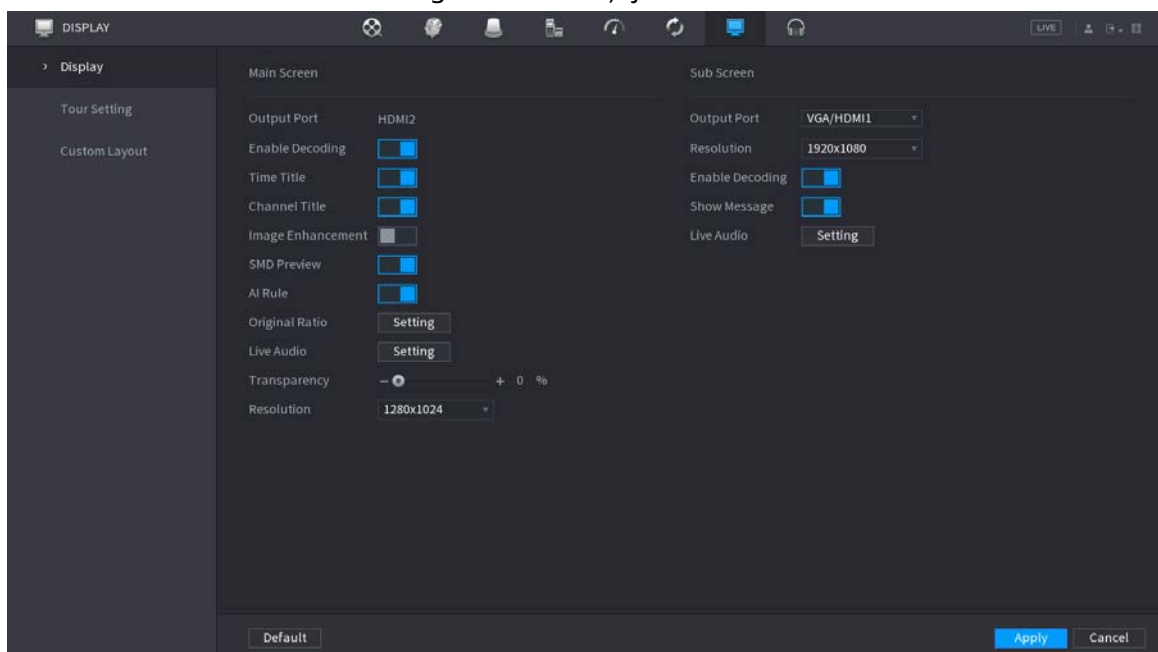 DISPLAY
LIVE
Display
Tour Setting
Custom Layout
Main Screen
Output Port HDMI2
Enable Decoding
Time Title
Channel Title
Image Enhancement
SMD Preview
AI Rule
Original Ratio Setting
Live Audio Setting
Transparency - + 0 %
Resolution 1280x1024
Sub Screen
Output Port VGA/HDMI1
Resolution 1920x1080
Enable Decoding
Show Message
Live Audio Setting
Default
Apply Cancel